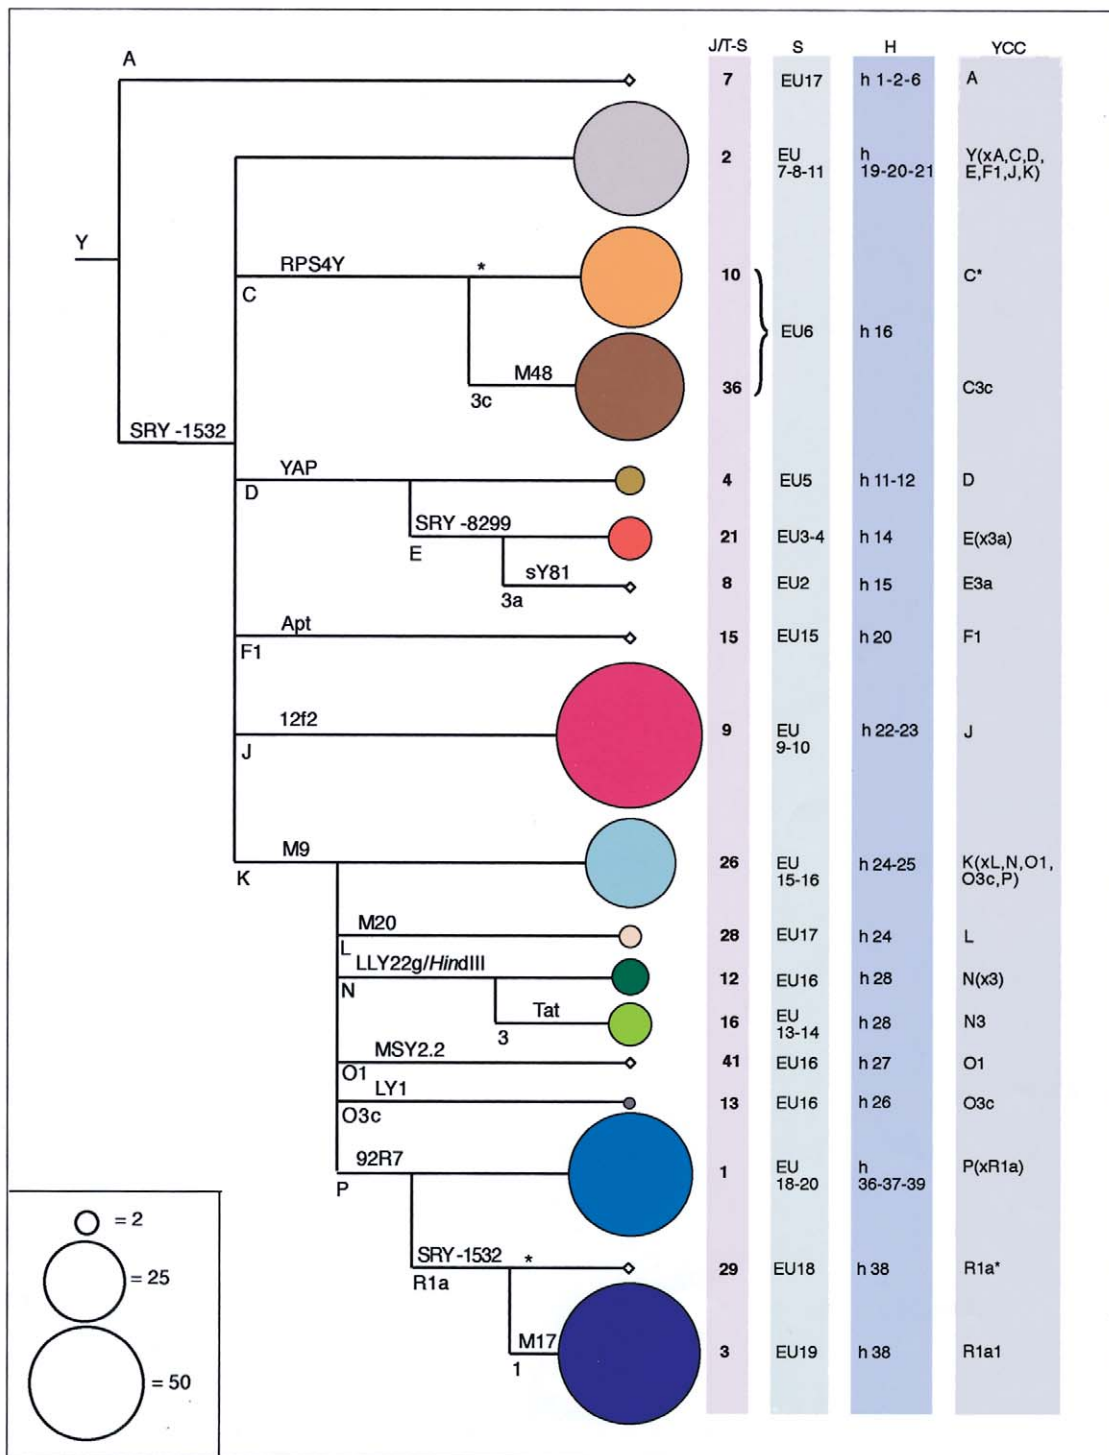 J/T-S S H YCC
A
7 EU17 h 1-2-6 A
2 EU h Y(xA,C,D,
7-8-11 19-20-21 E,F1,J,K)
Y
RPS4Y * 10 C*
C
EU6 h 16
M48 36 C3c
3c
SRY -1532
YAP 4 EU5 h 11-12 D
D
SRY -8299 21 EU3-4 h 14 E(x3a)
E
sY81 8 EU2 h 15 E3a
3a
Apt 15 EU15 h 20 F1
F1
12f2 9 EU h 22-23 J
9-10
J
M9 26 EU h 24-25 K(xL,N,O1,
15-16 O3c,P)
K
M20 28 EU17 h 24 L
L
LLY22g/HindIII 12 EU16 h 28 N(x3)
N
Tat 16 EU h 28 N3
13-14
3
MSY2.2 41 EU16 h 27 O1
O1
LY1 13 EU16 h 26 O3c
O3c
92R7 1 EU h P(xR1a)
18-20 36-37-39
P
= 2
SRY -1532 * 29 EU18 h 38 R1a*
R1a
= 25
M17 3 EU19 h 38 R1a1
1
= 50